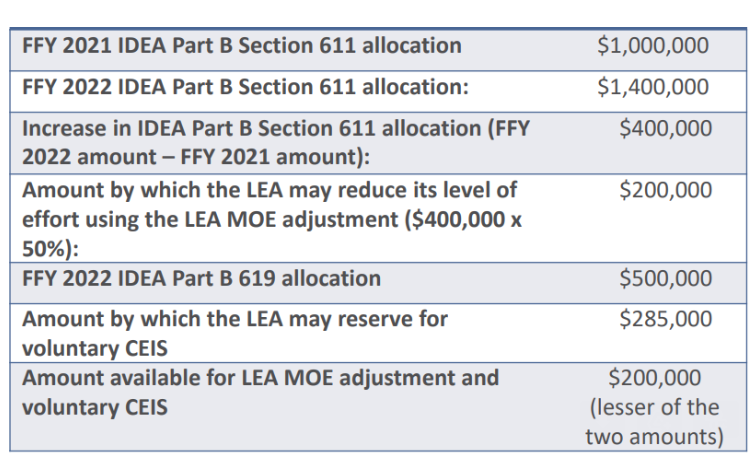 FFY 2021 IDEA Part B Section 611 allocation $1,000,000
FFY 2022 IDEA Part B Section 611 allocation: $1,400,000
Increase in IDEA Part B Section 611 allocation (FFY $400,000
2022 amount – FFY 2021 amount):
Amount by which the LEA may reduce its level of $200,000
effort using the LEA MOE adjustment ($400,000 x
50%):
FFY 2022 IDEA Part B 619 allocation $500,000
Amount by which the LEA may reserve for $285,000
voluntary CEIS
Amount available for LEA MOE adjustment and $200,000
voluntary CEIS (lesser of the
two amounts)